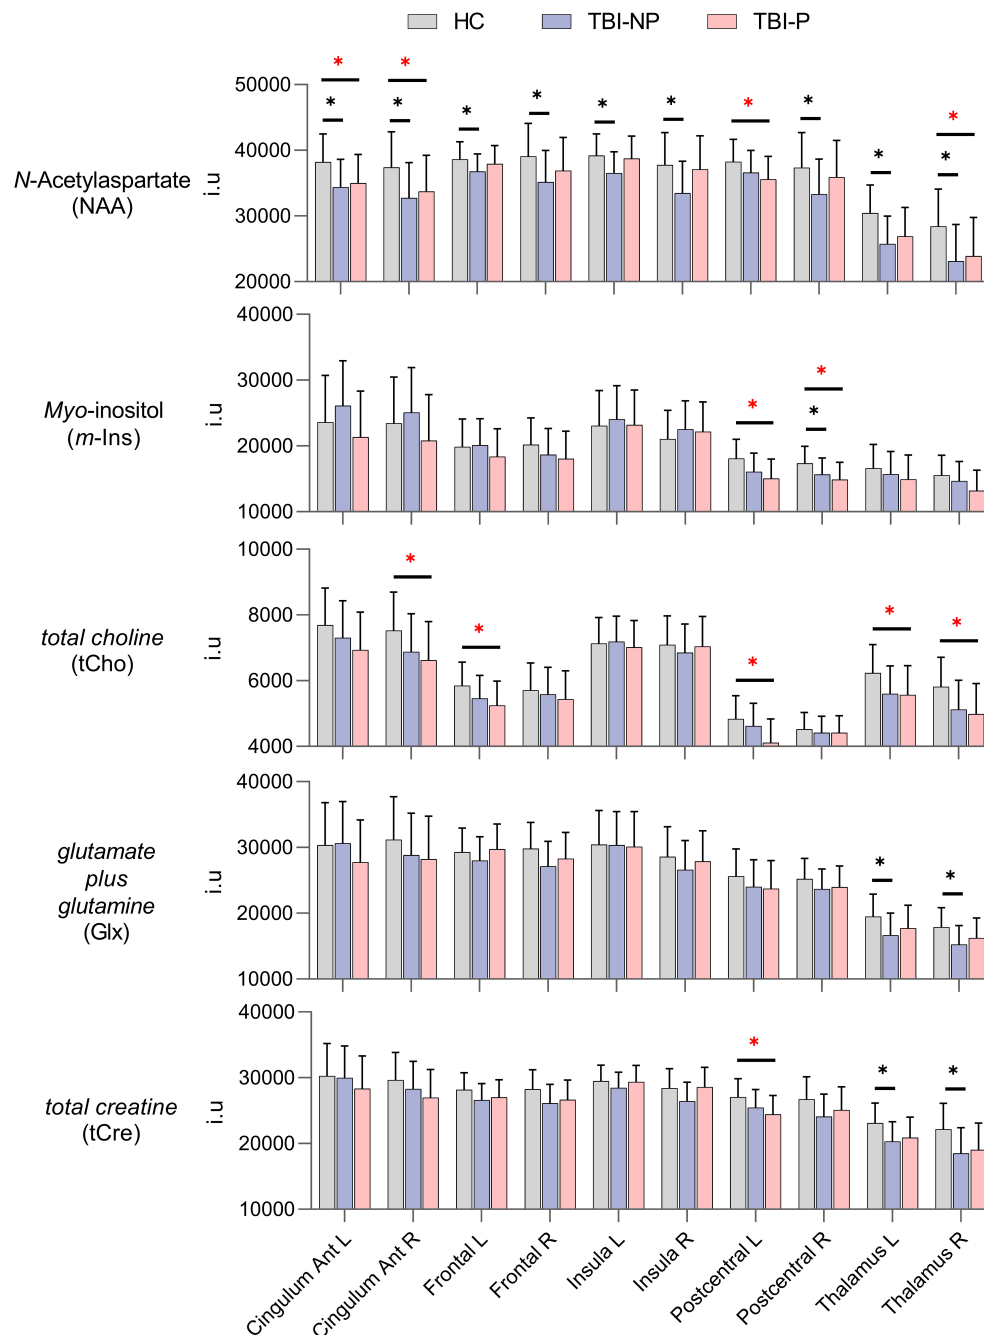 HC TBI-NP TBI-P
* *
50000
* * * * * * * *
40000
* * *
N-Acetylaspartate
(NAA)
i.u
30000
20000
40000
30000
* *
*
Myo-inositol
(m-Ins)
i.u
20000
10000
10000
* * * * *
8000
total choline
(tCho)
i.u
6000
4000
40000
30000
glutamate
plus
glutamine
(Glx)
i.u
* *
20000
10000
40000
30000
* * *
total creatine
(tCre)
i.u
20000
10000
Cingulum Ant L
Cingulum Ant R
Frontal L
Frontal R
Insula L
Insula R
Postcentral L
Postcentral R
Thalamus L
Thalamus R